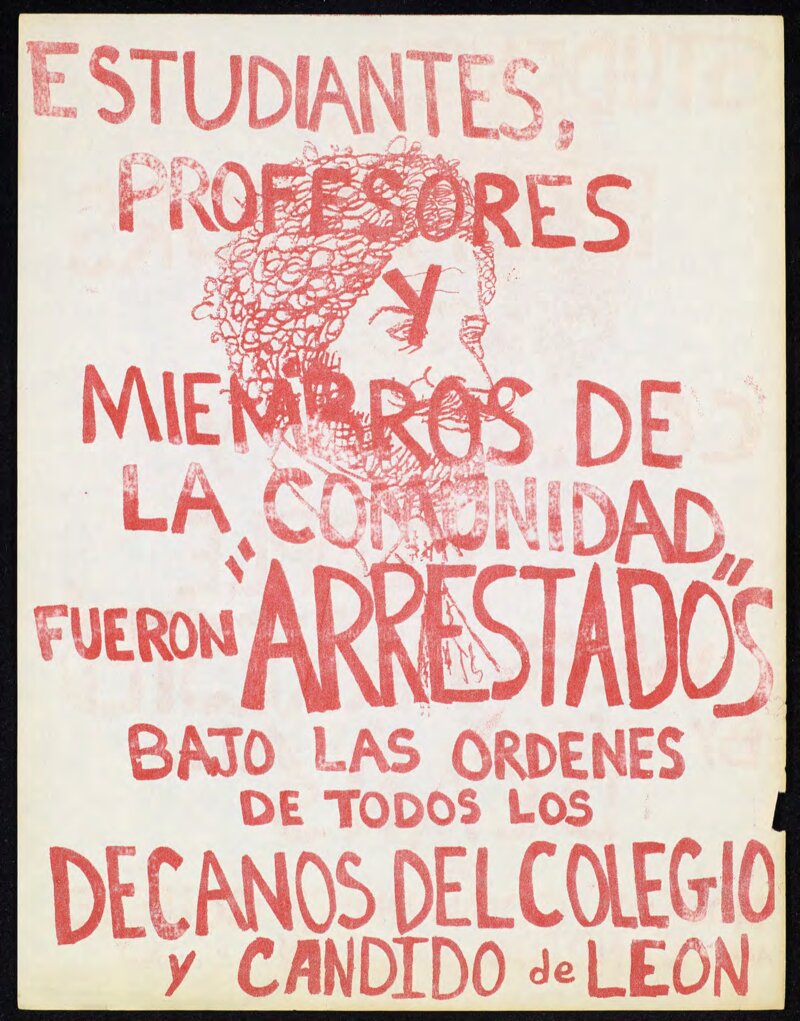 ESTUDIANTES,
PROFESORES
Y
MIEMBROS DE
LA COMUNIDAD
FUERON "ARRESTADOS"
BAJO LAS ORDENES
DE TODOS LOS
DECANOS DEL COLEGIO
y CANDIDO de LEON